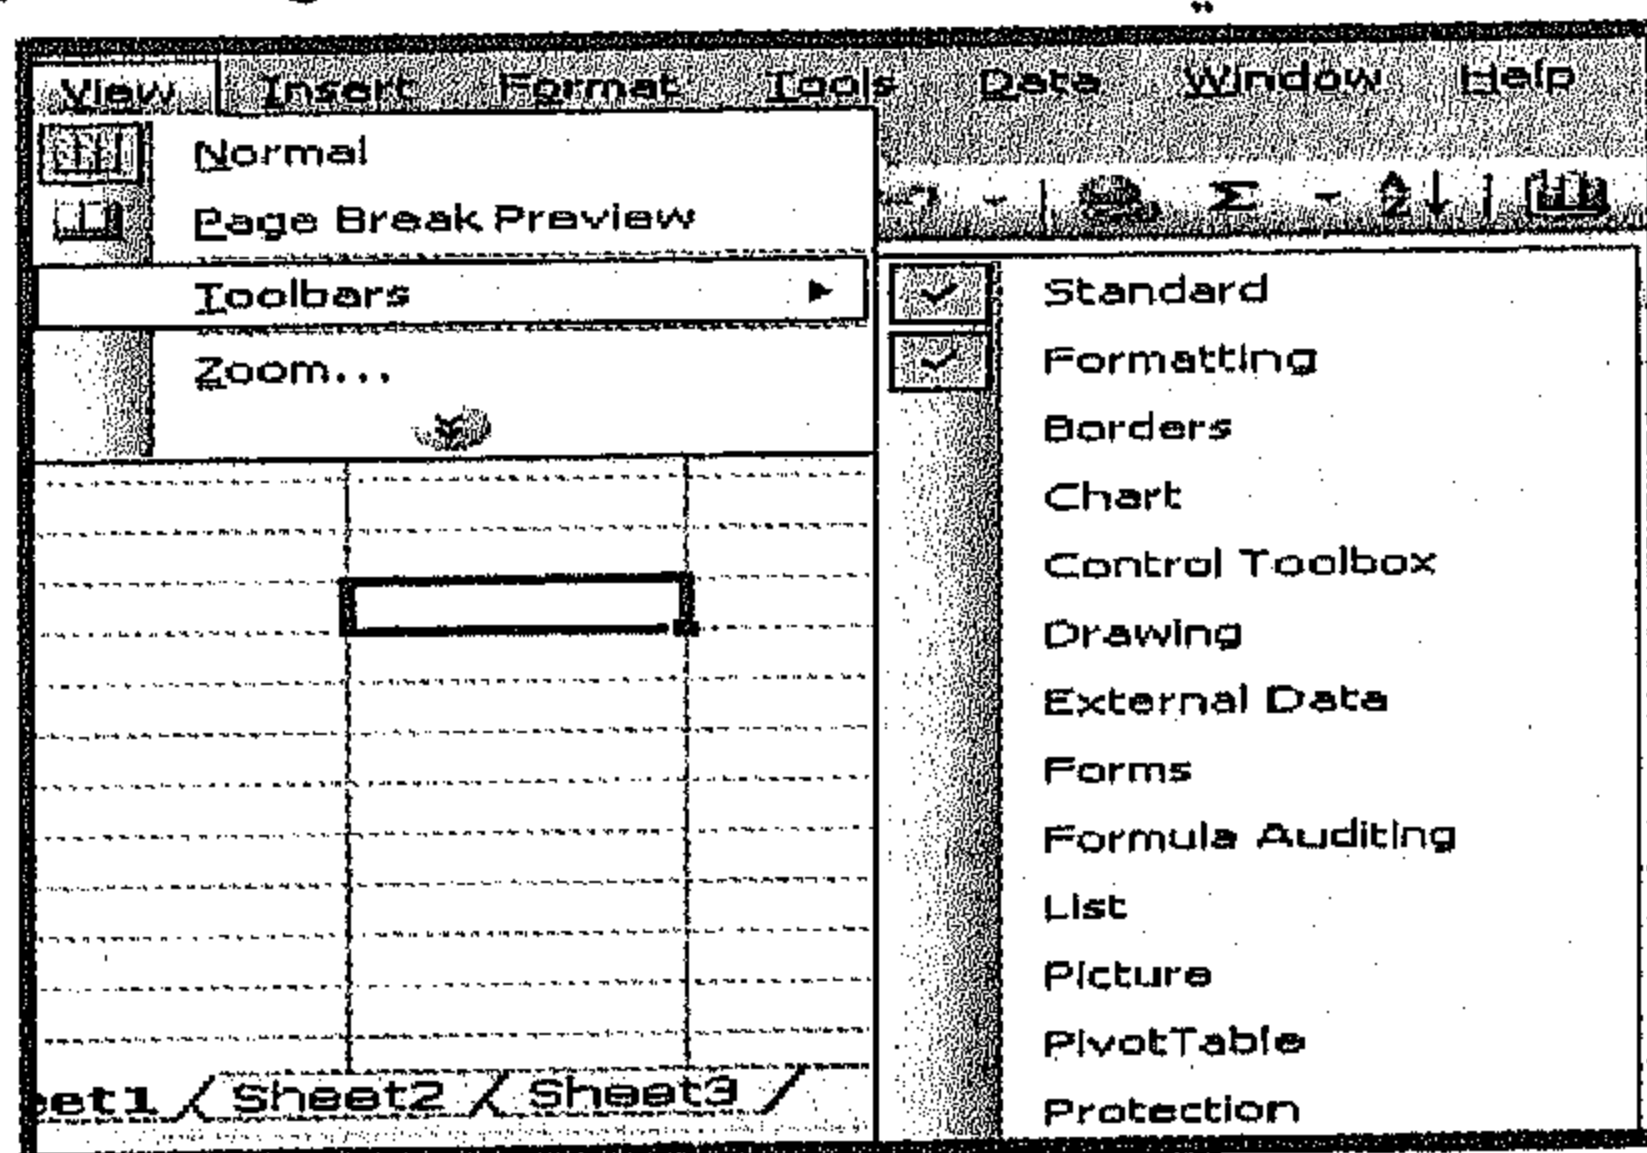 View Insert Format Tools Data Window Help
Normal
Page Break Preview
Toolbars
Zoom...
Standard
Formatting
Borders
Chart
Control Toolbox
Drawing
External Data
Forms
Formula Auditing
List
Picture
PivotTable
Protection
eet1 Sheet2 Sheet3